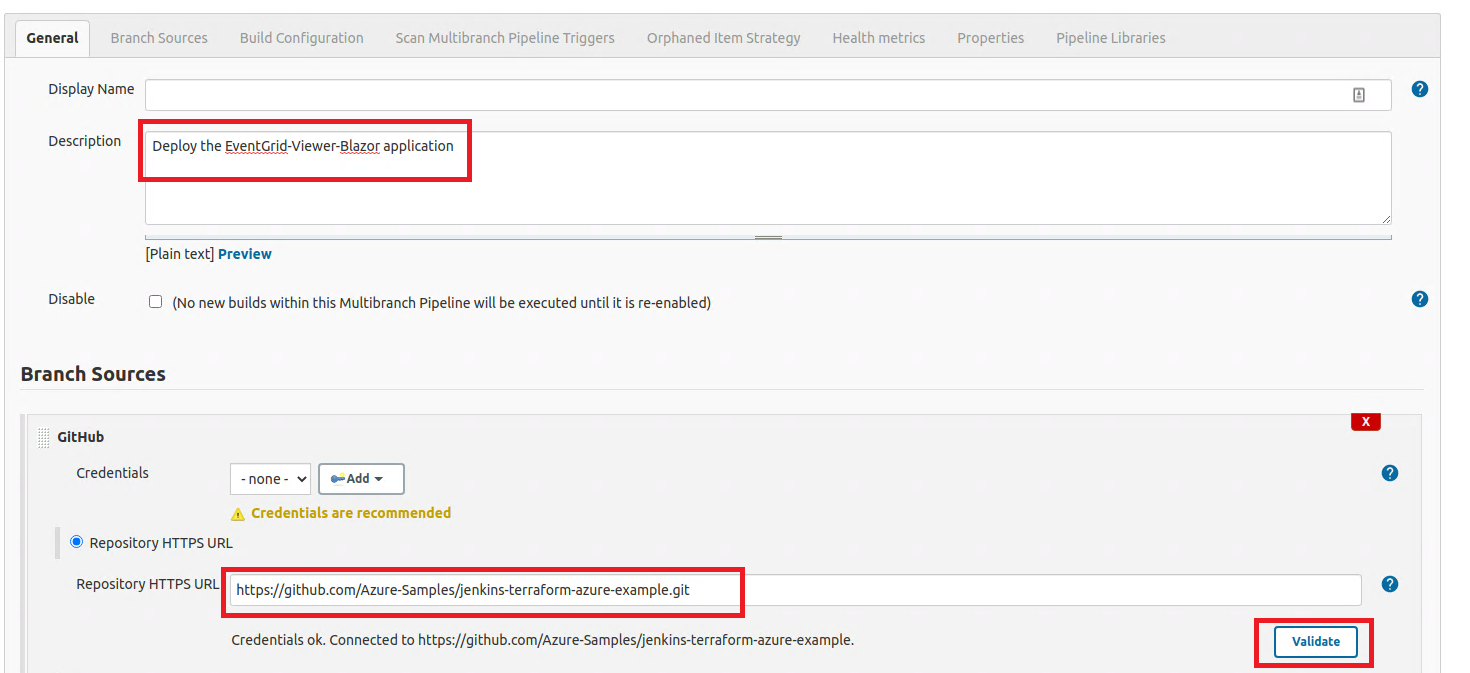 General Branch Sources Build Configuration Scan Multibranch Pipeline Triggers Orphaned Item Strategy Health metrics Properties Pipeline Libraries
Display Name
?
Description
Deploy the EventGrid-Viewer-Blazor application
[Plain text] Preview
Disable (No new builds within this Multibranch Pipeline will be executed until it is re-enabled) ?
Branch Sources
X
GitHub
Credentials - none - Add ?
Credentials are recommended
Repository HTTPS URL
Repository HTTPS URL https://github.com/Azure-Samples/jenkins-terraform-azure-example.git ?
Credentials ok. Connected to https://github.com/Azure-Samples/jenkins-terraform-azure-example.
Validate